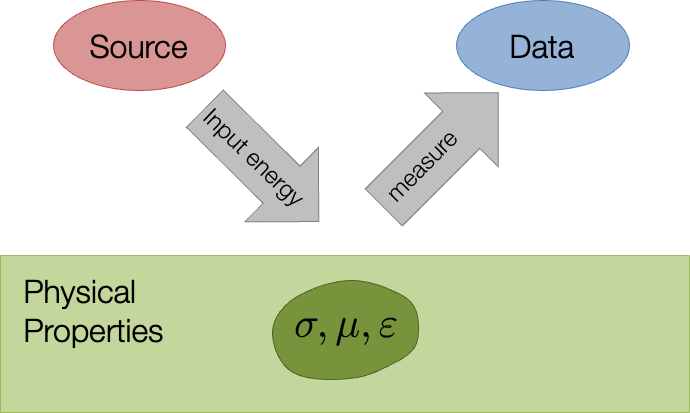 Source
Data
Input energy
measure
Physical
Properties
σ, μ, ε